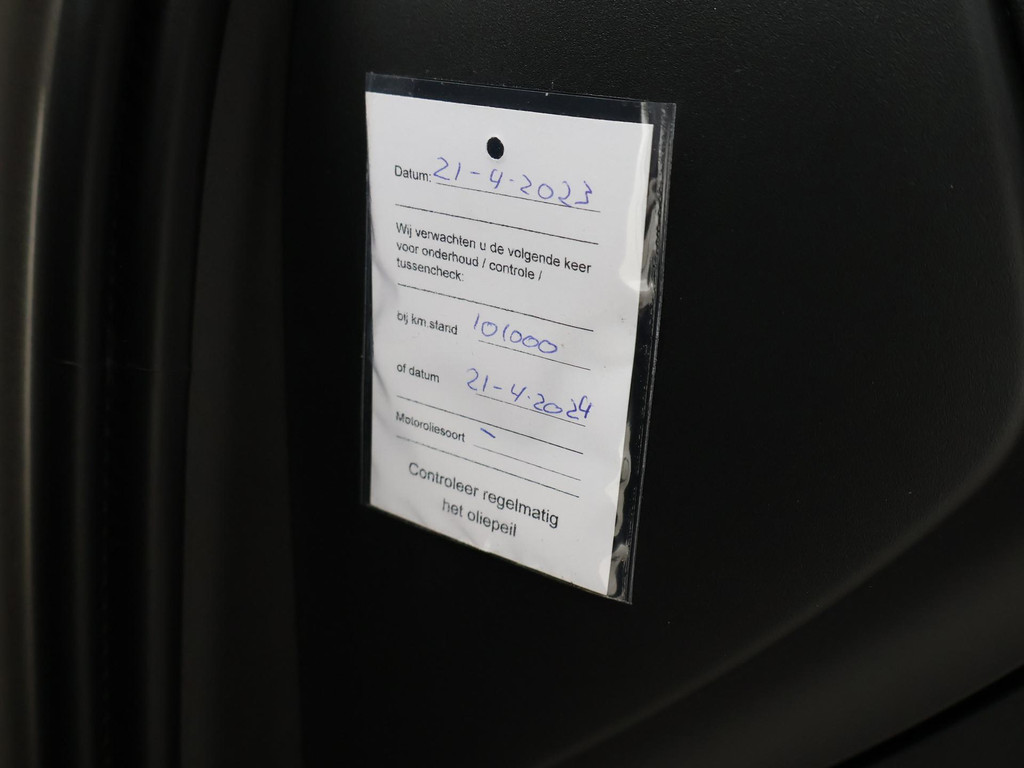 Datum: 21-4-2023
Wij verwachten u de volgende keer
voor onderhoud / controle /
tussencheck:
bij km.stand 101000
of datum 21-4-2024
Motoroliesoort -
Controleer regelmatig
het oliepeil